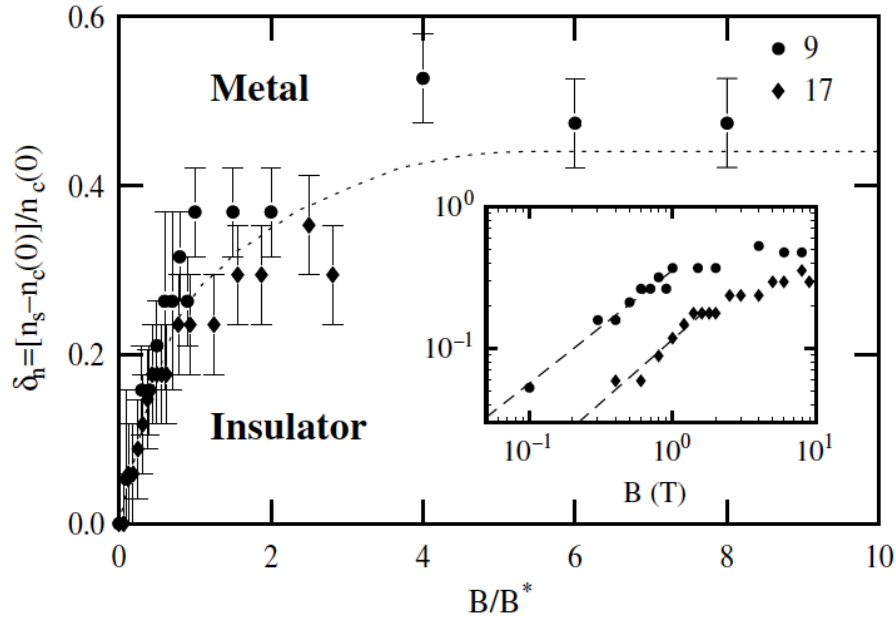 δn=[ns−nc(0)]/nc(0)
0.6
0.4
0.2
0.0
Metal
Insulator
9
17
10^0
10^-1
10^-1 10^0 10^1
B (T)
0 2 4 6 8 10
B/B*